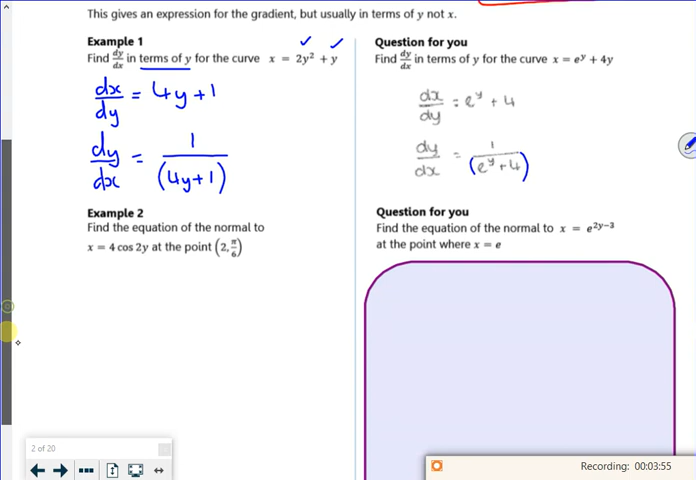 This gives an expression for the gradient, but usually in terms of y not x.
Example 1
Find dy/dx in terms of y for the curve x = 2y² + y
dx/dy = 4y + 1
dy/dx = 1/(4y+1)
Example 2
Find the equation of the normal to
x = 4 cos 2y at the point (2, π/6)
Question for you
Find dy/dx in terms of y for the curve x = e^y + 4y
dx/dy = e^y + 4
dy/dx = 1/(e^y + 4)
Question for you
Find the equation of the normal to x = e^(2y−3)
at the point where x = e
2 of 20
Recording: 00:03:55